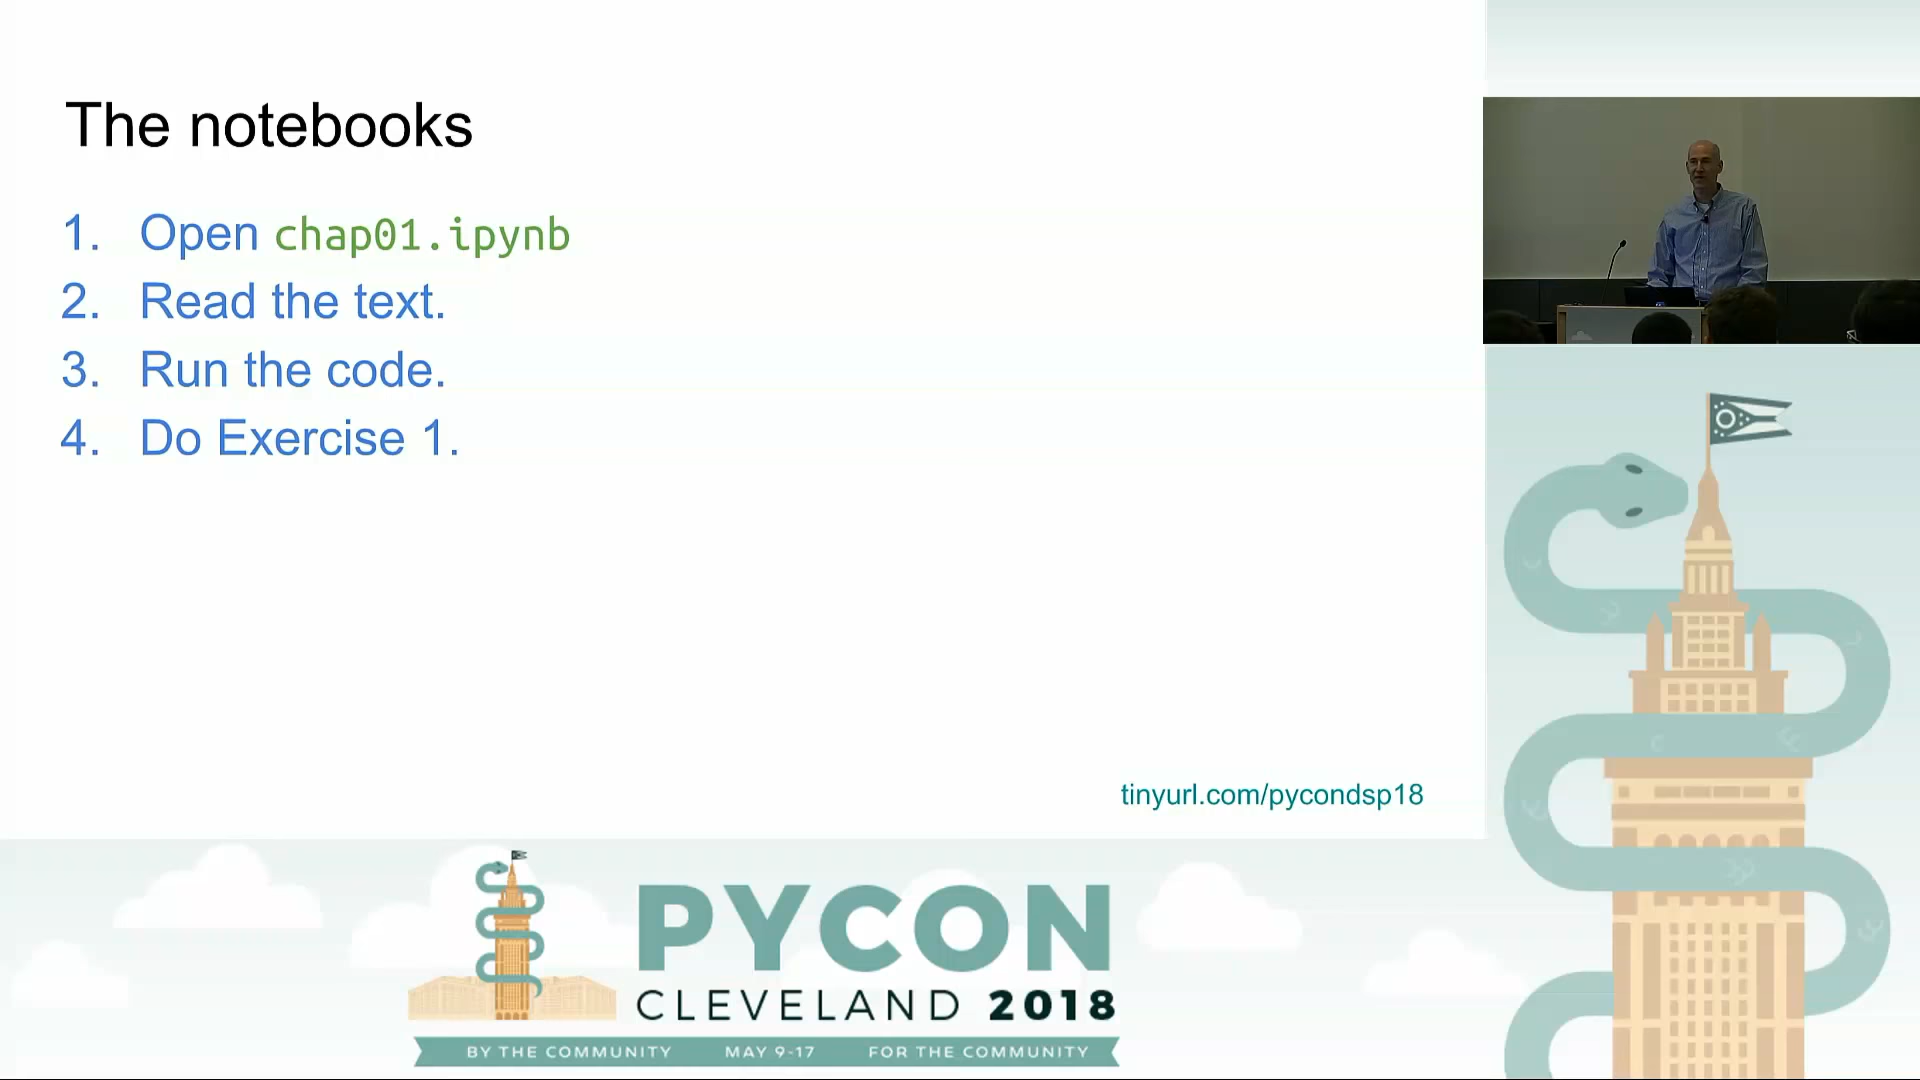 The notebooks
1. Open chap01.ipynb
2. Read the text.
3. Run the code.
4. Do Exercise 1.
tinyurl.com/pycondsp18
PYCON
CLEVELAND 2018
BY THE COMMUNITY MAY 9-17 FOR THE COMMUNITY